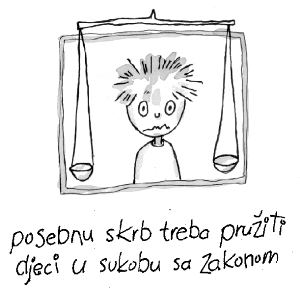 posebnu skrb treba pružiti
djeci u sukobu sa zakonom